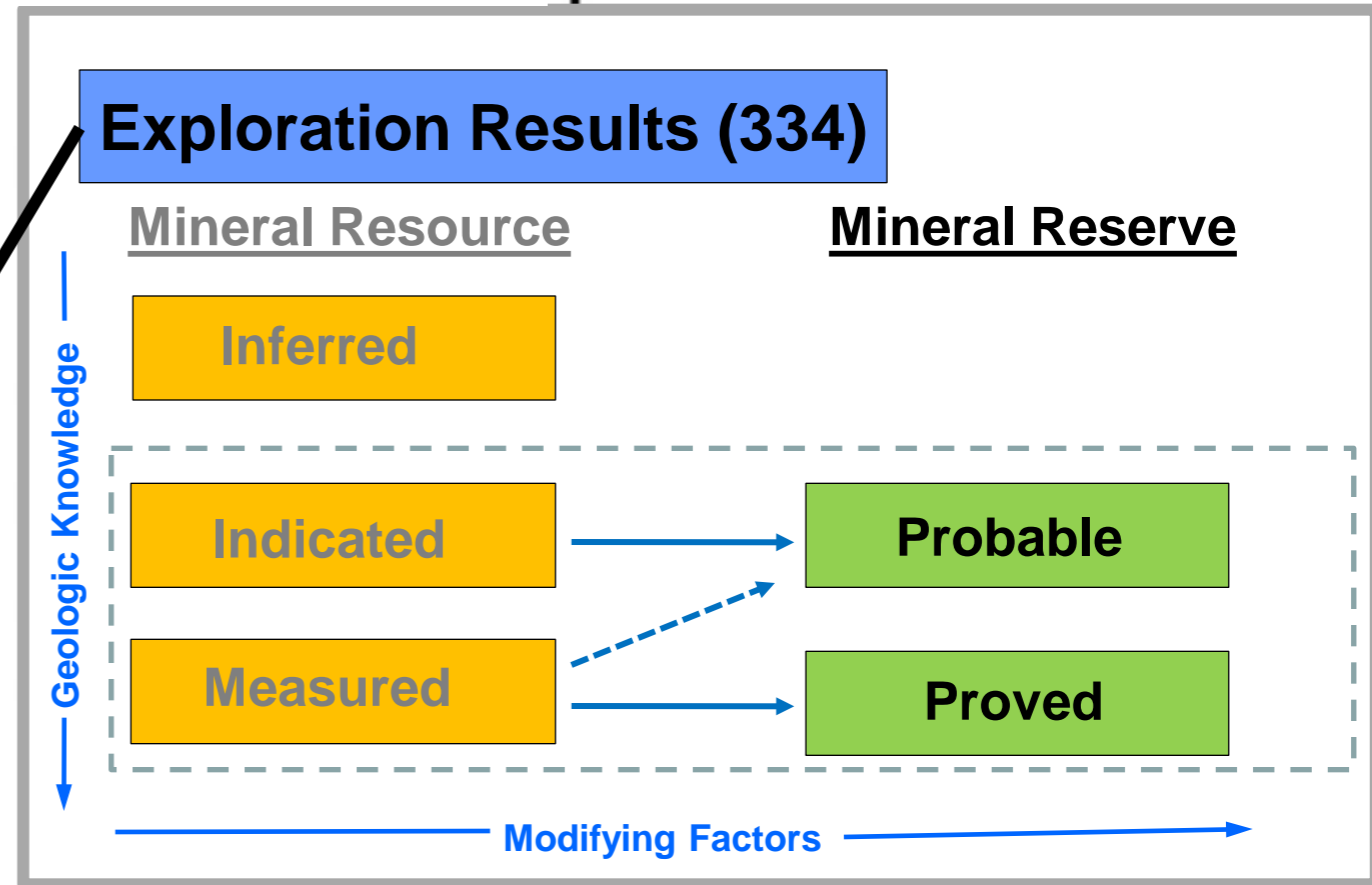 Exploration Results (334)
Mineral Resource
Mineral Reserve
Geologic Knowledge
Inferred
Indicated
Probable
Measured
Proved
Modifying Factors